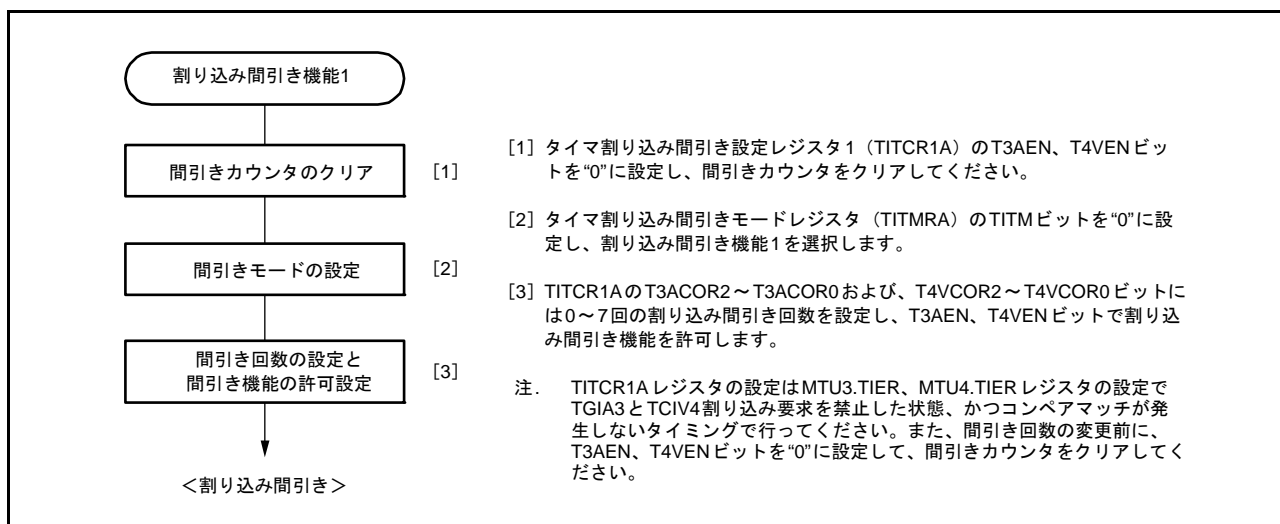 割り込み間引き機能1
間引きカウンタのクリア
[1]
間引きモードの設定
[2]
間引き回数の設定と
間引き機能の許可設定
[3]
＜割り込み間引き＞
[1] タイマ割り込み間引き設定レジスタ1（TITCR1A）のT3AEN、T4VENビッ
トを“0”に設定し、間引きカウンタをクリアしてください。
[2] タイマ割り込み間引きモードレジスタ（TITMRA）のTITMビットを“0”に設
定し、割り込み間引き機能1を選択します。
[3] TITCR1AのT3ACOR2～T3ACOR0および、T4VCOR2～T4VCOR0ビットに
は0～7回の割り込み間引き回数を設定し、T3AEN、T4VENビットで割り込
み間引き機能を許可します。
注. TITCR1Aレジスタの設定はMTU3.TIER、MTU4.TIERレジスタの設定で
TGIA3とTCIV4割り込み要求を禁止した状態、かつコンペアマッチが発
生しないタイミングで行ってください。また、間引き回数の変更前に、
T3AEN、T4VENビットを“0”に設定して、間引きカウンタをクリアしてく
ださい。